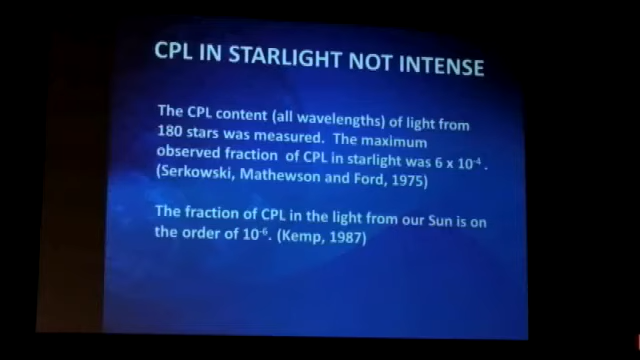 CPL IN STARLIGHT NOT INTENSE
The CPL content (all wavelengths) of light from
180 stars was measured.  The maximum
observed fraction  of CPL in starlight was 6 x 10⁻⁴ .
(Serkowski, Mathewson and Ford, 1975)
The fraction of CPL in the light from our Sun is on
the order of 10⁻⁶. (Kemp, 1987)